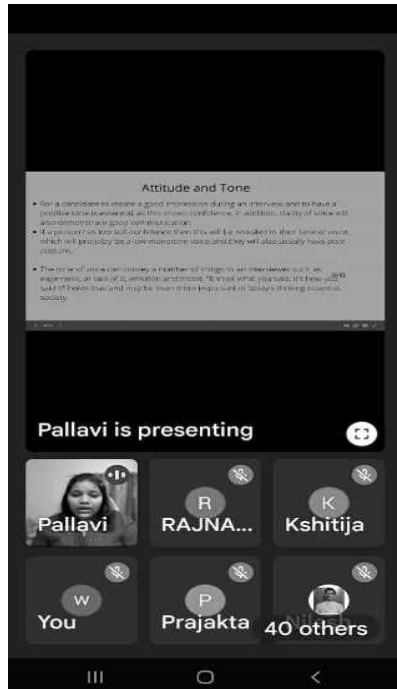 Attitude and Tone
• For a candidate to create a good impression during an interview and to have a
positive tone is essential as this shows confidence, in addition, clarity of voice will
also demonstrate good communication.
• If a person has low self confidence then this will be revealed in their tone of voice,
which will probably be a low monotone voice and they will also usually have poor
posture.
• The tone of voice can convey a number of things to an interviewer such as
eagerness, or lack of it, emotion and mood. "It's not what you said, it's how you
said it" holds true and may be even more important in today's thriving
society.
Pallavi is presenting
Pallavi
R
RAJNA...
K
Kshitija
W
You
P
Prajakta
Nilesh
40 others